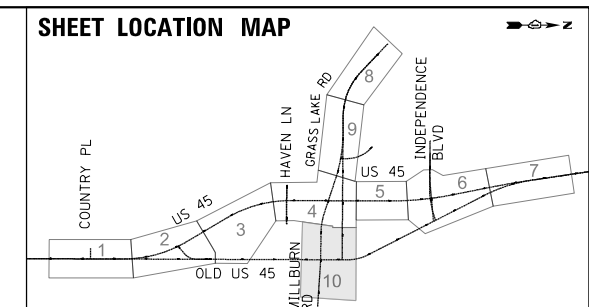 SHEET LOCATION MAP
N
COUNTRY PL
US 45
HAVEN LN
GRASS LAKE RD
INDEPENDENCE
BLVD
US 45
OLD US 45
MILLBURN
RD
1
2
3
4
5
6
7
8
9
10